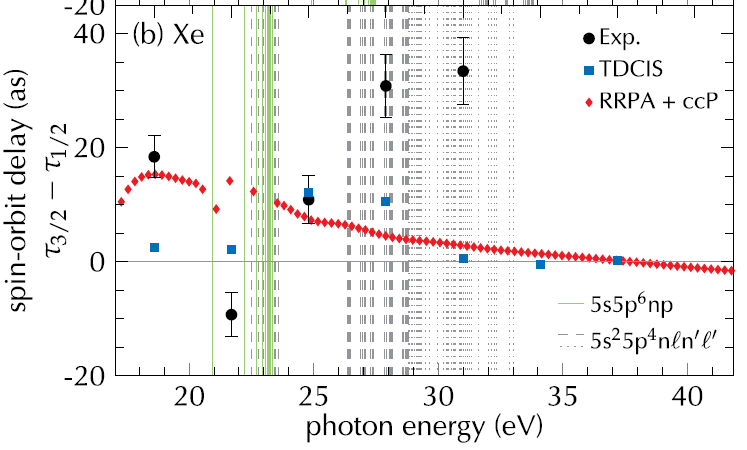 -20
40
(b) Xe
Exp.
TDCIS
RRPA + ccP
20
0
-20
5s5p⁶np
5s²5p⁴nℓn′ℓ′
spin-orbit delay (as)
τ₃/₂ − τ₁/₂
20
25
30
35
40
photon energy (eV)